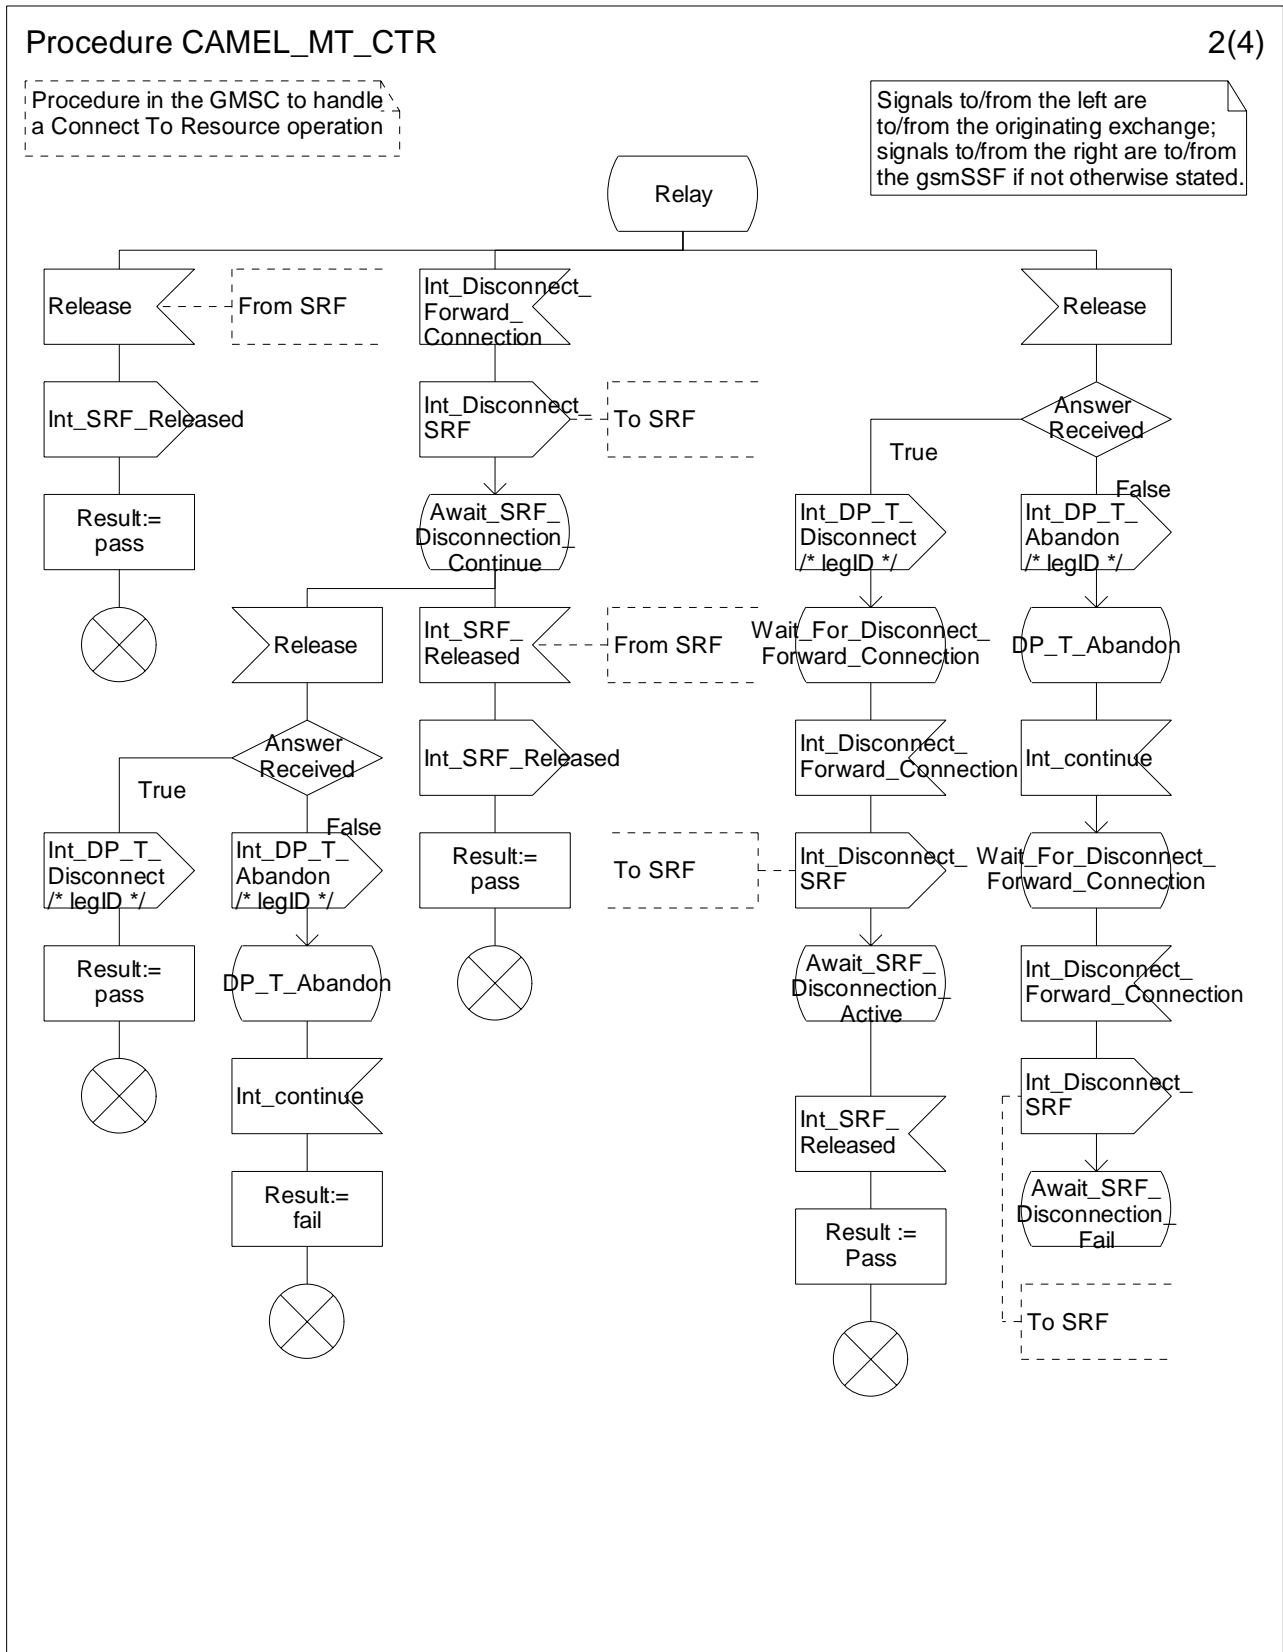 Procedure CAMEL_MT_CTR
2(4)
Procedure in the GMSC to handle
a Connect To Resource operation
Signals to/from the left are
to/from the originating exchange;
signals to/from the right are to/from
the gsmSSF if not otherwise stated.
Relay
Release
From SRF
Int_SRF_Released
Result:=
pass
Int_Disconnect_
Forward_
Connection
Int_Disconnect_
SRF
To SRF
Await_SRF_
Disconnection_
Continue
Release
Answer
Received
True
False
Int_DP_T_
Disconnect
/* legID */
Result:=
pass
Int_DP_T_
Abandon
/* legID */
DP_T_Abandon
Int_continue
Result:=
fail
Int_SRF_
Released
From SRF
Int_SRF_Released
Result:=
pass
Release
Answer
Received
True
False
Int_DP_T_
Disconnect
/* legID */
Wait_For_Disconnect_
Forward_Connection
Int_Disconnect_
Forward_Connection
To SRF
Int_Disconnect_
SRF
Await_SRF_
Disconnection_
Active
Int_SRF_
Released
Result :=
Pass
Int_DP_T_
Abandon
/* legID */
DP_T_Abandon
Int_continue
Wait_For_Disconnect_
Forward_Connection
Int_Disconnect_
Forward_Connection
Int_Disconnect_
SRF
Await_SRF_
Disconnection_
Fail
To SRF